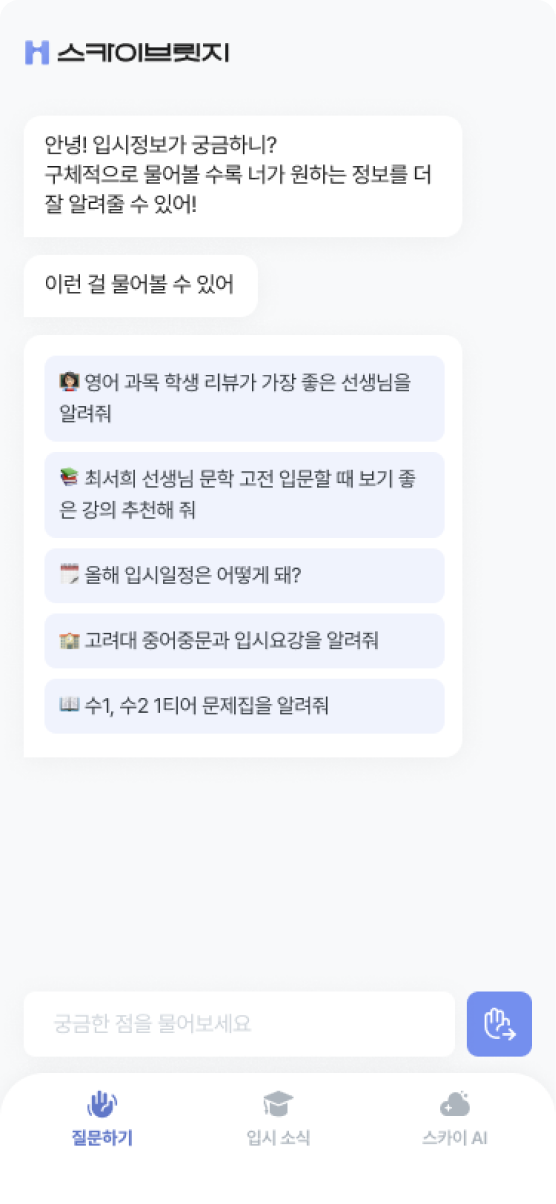 스카이브릿지
안녕! 입시정보가 궁금하니?
구체적으로 물어볼 수록 너가 원하는 정보를 더
잘 알려줄 수 있어!
이런 걸 물어볼 수 있어
영어 과목 학생 리뷰가 가장 좋은 선생님을
알려줘
최서희 선생님 문학 고전 입문할 때 보기 좋
은 강의 추천해 줘
올해 입시일정은 어떻게 돼?
고려대 중어중문과 입시요강을 알려줘
수1, 수2 1티어 문제집을 알려줘
궁금한 점을 물어보세요
질문하기
입시 소식
스카이 AI